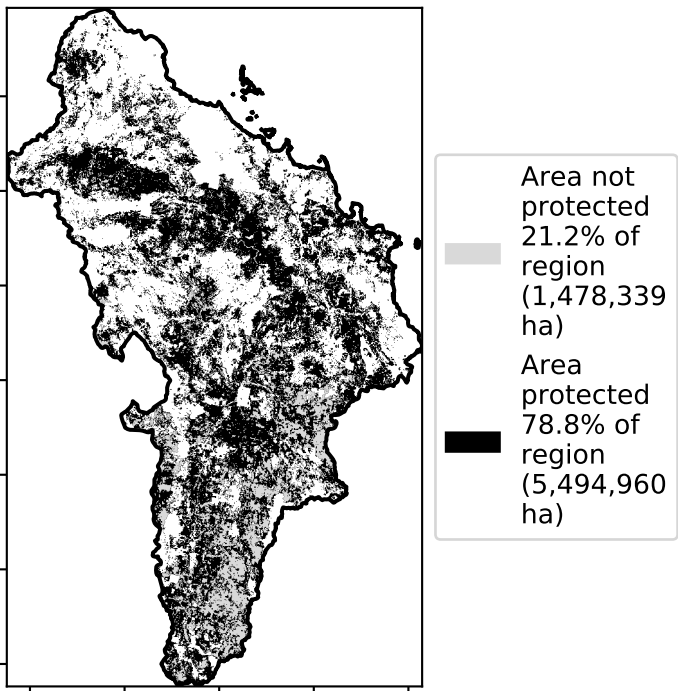 Area not
protected
21.2% of
region
(1,478,339
ha)
Area
protected
78.8% of
region
(5,494,960
ha)